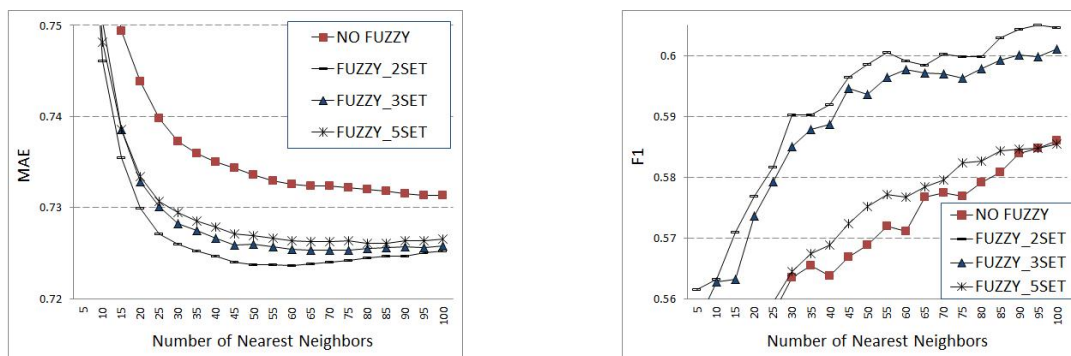 0.75
0.74
0.73
0.72
MAE
NO FUZZY
FUZZY_2SET
FUZZY_3SET
FUZZY_5SET
5 10 15 20 25 30 35 40 45 50 55 60 65 70 75 80 85 90 95 100
Number of Nearest Neighbors
0.6
0.59
0.58
0.57
0.56
F1
NO FUZZY
FUZZY_2SET
FUZZY_3SET
FUZZY_5SET
5 10 15 20 25 30 35 40 45 50 55 60 65 70 75 80 85 90 95 100
Number of Nearest Neighbors